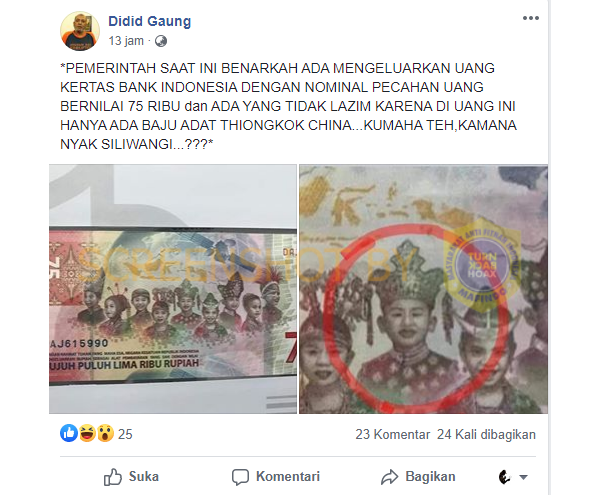 Didid Gaung
13 jam
*PEMERINTAH SAAT INI BENARKAH ADA MENGELUARKAN UANG
KERTAS BANK INDONESIA DENGAN NOMINAL PECAHAN UANG
BERNILAI 75 RIBU dan ADA YANG TIDAK LAZIM KARENA DI UANG INI
HANYA ADA BAJU ADAT THIONGKOK CHINA...KUMAHA TEH,KAMANA
NYAK SILIWANGI...???*
SCREENSHOT BY
TURN
BACK
HOAX
MAFINDO
75
AJ615990
TUJUH PULUH LIMA RIBU RUPIAH
25
23 Komentar 24 Kali dibagikan
Suka
Komentari
Bagikan